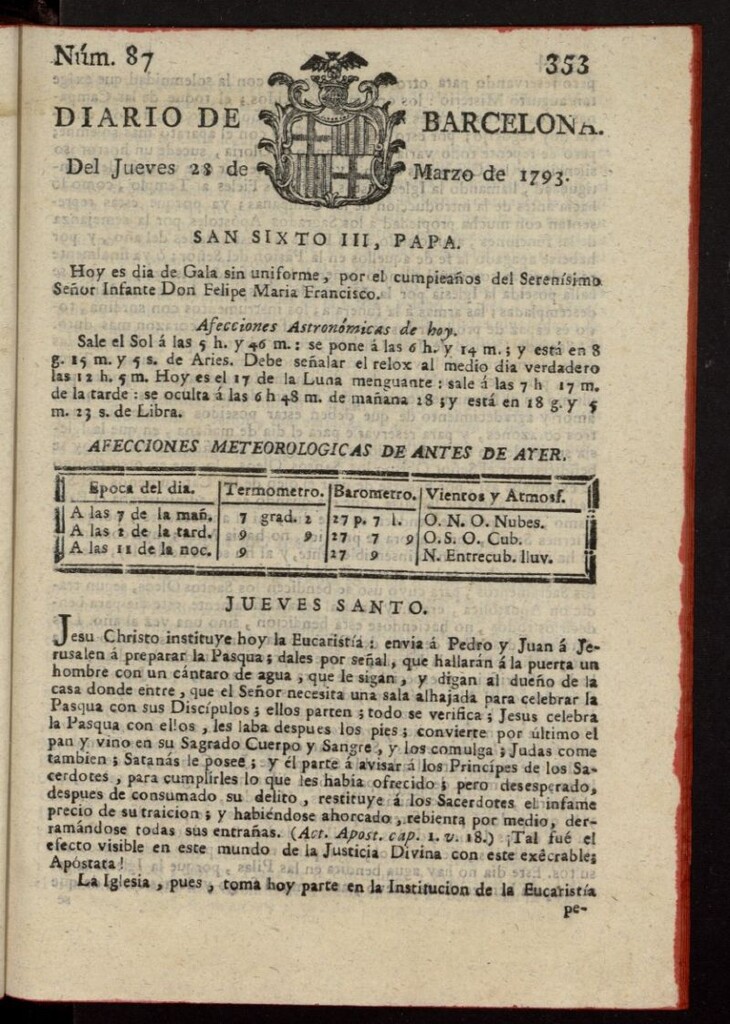 Núm. 87
353
DIARIO DE BARCELONA.
Del Jueves 28 de Marzo de 1793.
SAN SIXTO III, PAPA.
Hoy es dia de Gala sin uniforme, por el cumpleaños del Serenísimo
Señor Infante Don Felipe Maria Francisco.
Afecciones Astronómicas de hoy.
Sale el Sol á las 5 h. y 46 m.: se pone á las 6 h. y 14 m.; y está en 8
g. 15 m. y 5 s. de Aries. Debe señalar el relox al medio dia verdadero
las 12 h. 5 m. Hoy es el 17 de la Luna menguante: sale á las 7 h 17 m.
de la tarde: se oculta á las 6 h 48 m. de mañana 18; y está en 18 g. y 5
m. 23 s. de Libra.
AFECCIONES METEOROLOGICAS DE ANTES DE AYER.
Epoca del dia. Termometro. Barometro. Vientos y Atmosf.
A las 7 de la mañ. 7 grad. 2 27 p. 7 l. O. N. O. Nubes.
A las 2 de la tard. 9 9 27 7 9 O. S. O. Cub.
A las 11 de la noc. 9 27 9 N. Entrecub. lluv.
JUEVES SANTO.
Jesu Christo instituye hoy la Eucaristía: envia á Pedro y Juan á Je-
rusalen á preparar la Pasqua; dales por señal, que hallarán á la puerta un
hombre con un cántaro de agua, que le sigan, y digan al dueño de la
casa donde entre, que el Señor necesita una sala alhajada para celebrar la
Pasqua con sus Discípulos; ellos parten; todo se verifica; Jesus celebra
la Pasqua con ellos, les laba despues los pies; convierte por último el
pan y vino en su Sagrado Cuerpo y Sangre, y los comulga; Judas come
tambien; Satanás le posee; y él parte á avisar á los Principes de los Sa-
cerdotes, para cumplirles lo que les habia ofrecido; pero desesperado,
despues de consumado su delito, restituye á los Sacerdotes el infame
precio de su traicion; y habiéndose ahorcado, rebienta por medio, der-
ramándose todas sus entrañas. (Act. Apost. cap. 1. v. 18.) ¡Tal fué el
efecto visible en este mundo de la Justicia Divina con este exêcrable
Apóstata!
La Iglesia, pues, toma hoy parte en la Institucion de la Eucaristía
pe-